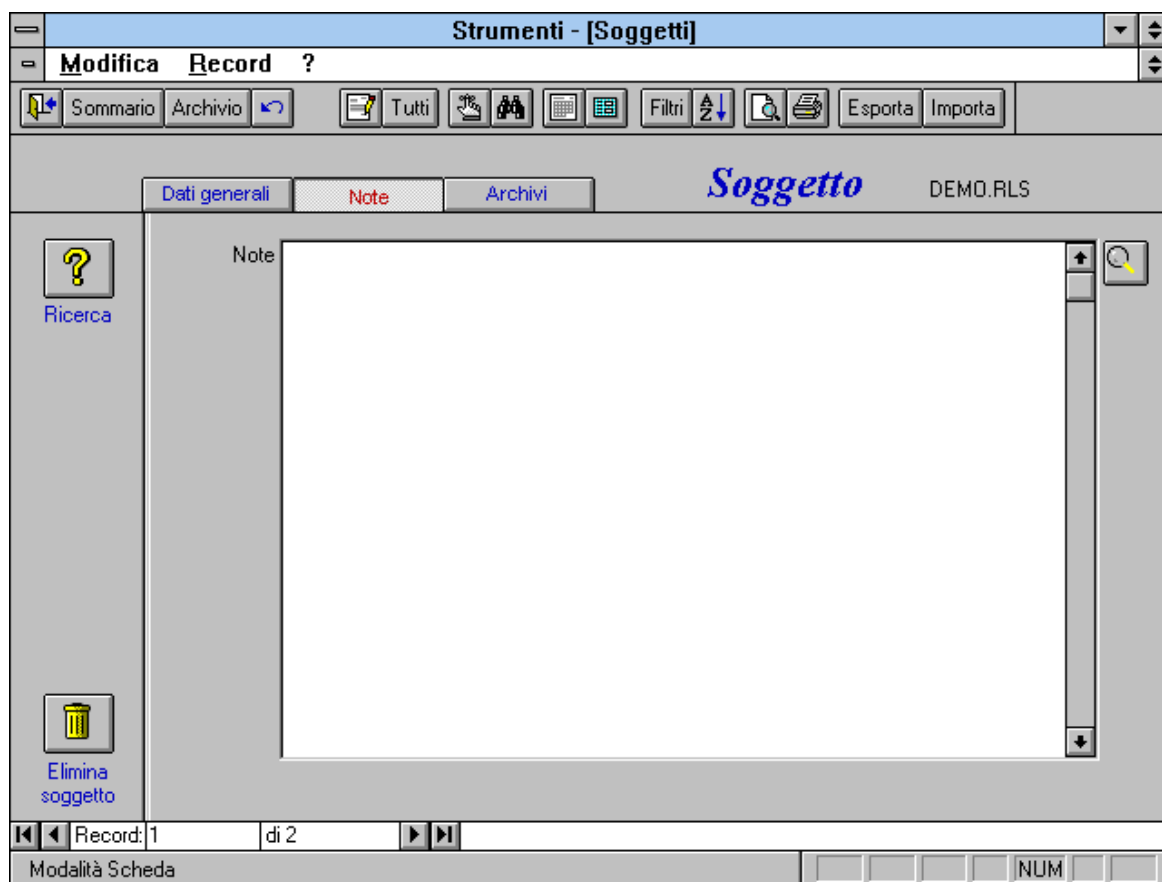 Strumenti - [Soggetti]
Modifica Record ?
Sommario Archivio Tutti Filtri A Z Esporta Importa
Dati generali Note Archivi Soggetto DEMO.RLS
Note
Ricerca
Elimina
soggetto
Record: 1 di 2
Modalità Scheda NUM